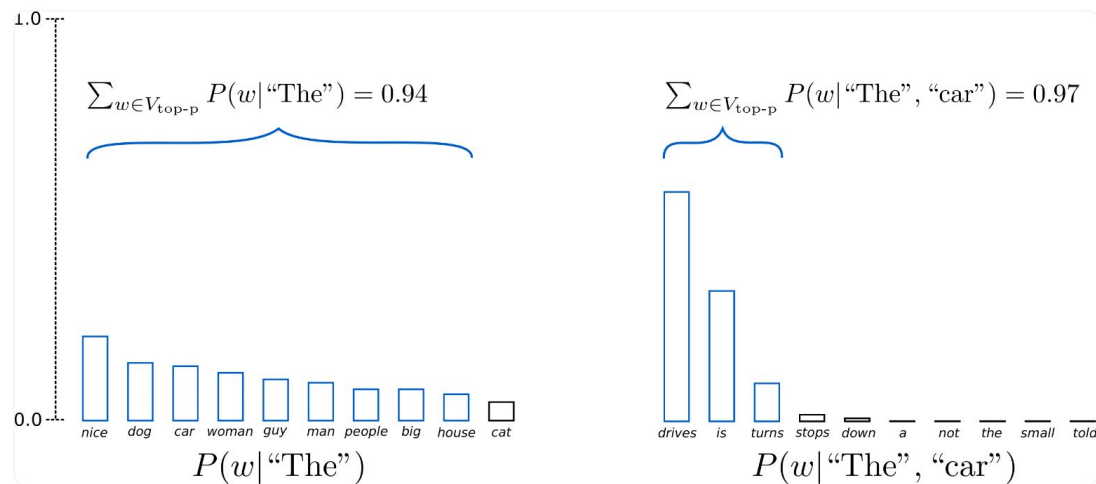 1.0
∑w∈Vtop-p P(w|“The”) = 0.94
∑w∈Vtop-p P(w|“The”, “car”) = 0.97
0.0
nice dog car woman guy man people big house cat
drives is turns stops down a not the small told
P(w|“The”)
P(w|“The”, “car”)